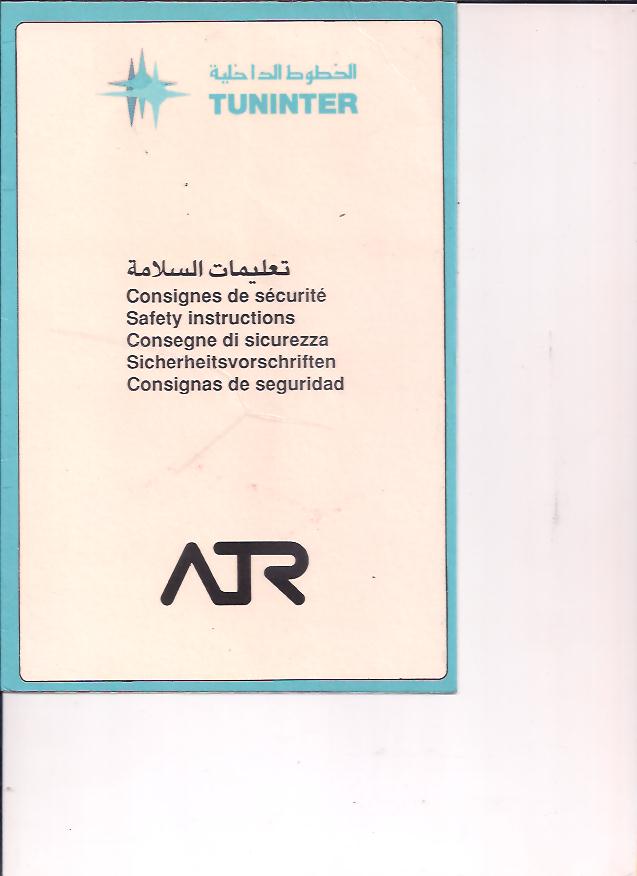 الخطوط الداخلية
TUNINTER
تعليمات السلامة
Consignes de sécurité
Safety instructions
Consegne di sicurezza
Sicherheitsvorschriften
Consignas de seguridad
ATR